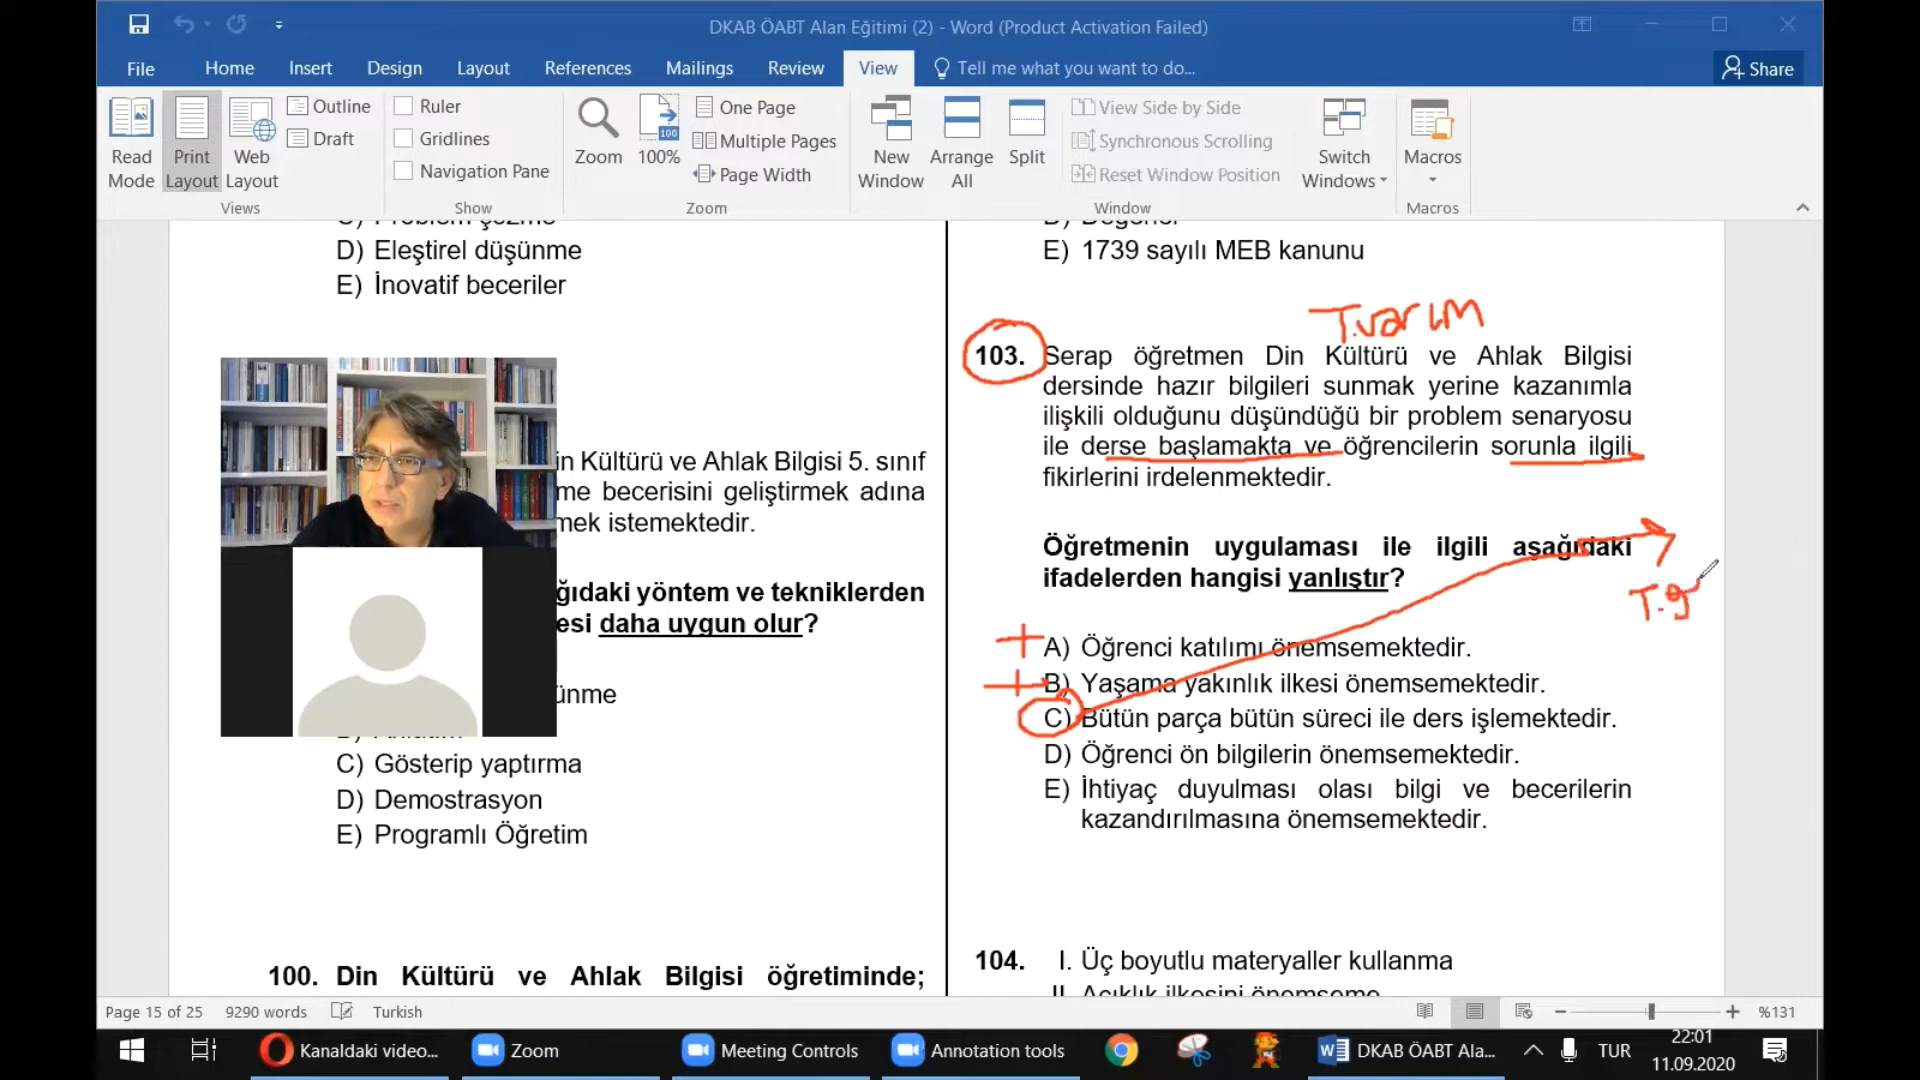 DKAB ÖABT Alan Eğitimi (2) - Word (Product Activation Failed)
File Home Insert Design Layout References Mailings Review View Tell me what you want to do... Share
Read Mode
Print Layout
Web Layout
Outline
Draft
Views
Ruler
Gridlines
Navigation Pane
Show
Zoom
100%
One Page
Multiple Pages
Page Width
Zoom
New Window
Arrange All
Split
View Side by Side
Synchronous Scrolling
Reset Window Position
Window
Switch Windows
Macros
Macros
C) Problem çözme
D) Eleştirel düşünme
E) İnovatif beceriler
in Kültürü ve Ahlak Bilgisi 5. sınıf
me becerisini geliştirmek adına
mek istemektedir.
ğıdaki yöntem ve tekniklerden
esi daha uygun olur?
ünme
C) Gösterip yaptırma
D) Demostrasyon
E) Programlı Öğretim
100. Din Kültürü ve Ahlak Bilgisi öğretiminde;
E) 1739 sayılı MEB kanunu
T.varım
103. Serap öğretmen Din Kültürü ve Ahlak Bilgisi
dersinde hazır bilgileri sunmak yerine kazanımla
ilişkili olduğunu düşündüğü bir problem senaryosu
ile derse başlamakta ve öğrencilerin sorunla ilgili
fikirlerini irdelenmektedir.
Öğretmenin uygulaması ile ilgili aşağıdaki
ifadelerden hangisi yanlıştır?
A) Öğrenci katılımı önemsemektedir.
B) Yaşama yakınlık ilkesi önemsemektedir.
C) Bütün parça bütün süreci ile ders işlemektedir.
D) Öğrenci ön bilgilerin önemsemektedir.
E) İhtiyaç duyulması olası bilgi ve becerilerin
kazandırılmasına önemsemektedir.
104. I. Üç boyutlu materyaller kullanma
II. Açıklık ilkesini önemseme
Page 15 of 25 9290 words Turkish %131
Kanaldaki video... Zoom Meeting Controls Annotation tools DKAB ÖABT Ala... TUR 22:01
11.09.2020